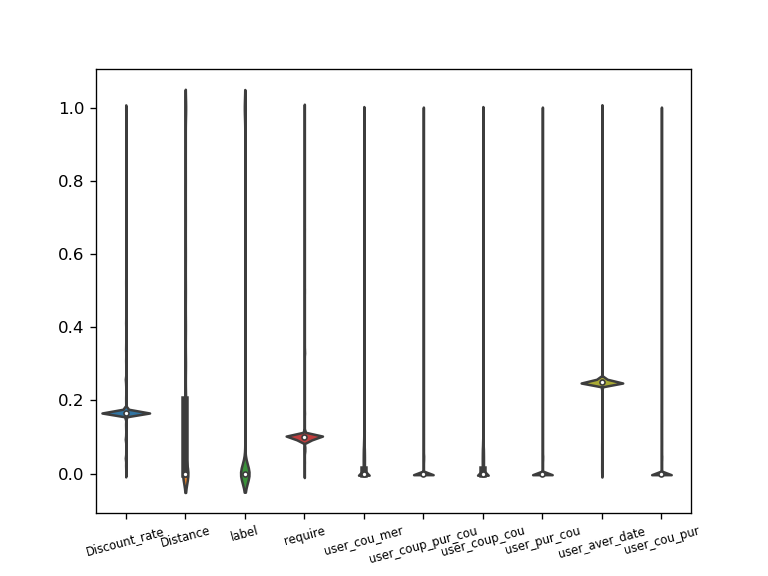 1.0
0.8
0.6
0.4
0.2
0.0
Discount_rate
Distance
label
require
user_cou_mer
user_coup_pur_cou
user_coup_cou
user_pur_cou
user_aver_date
user_cou_pur